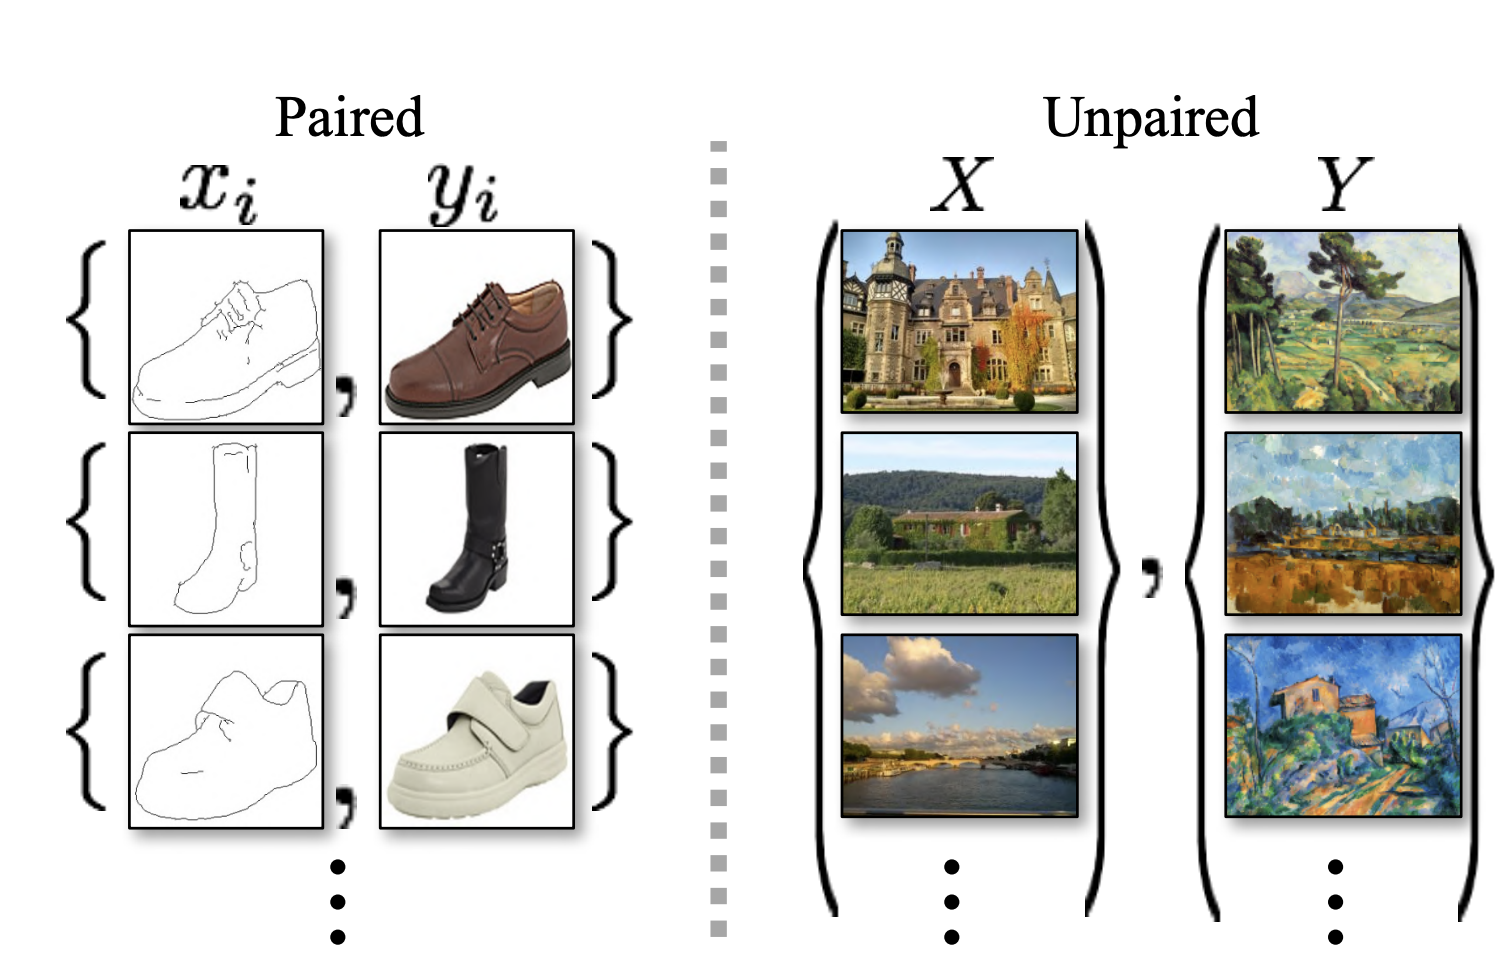 Paired
Unpaired
x_i
y_i
X
Y
{ , }
{ , }
{ , }
{ } , { }